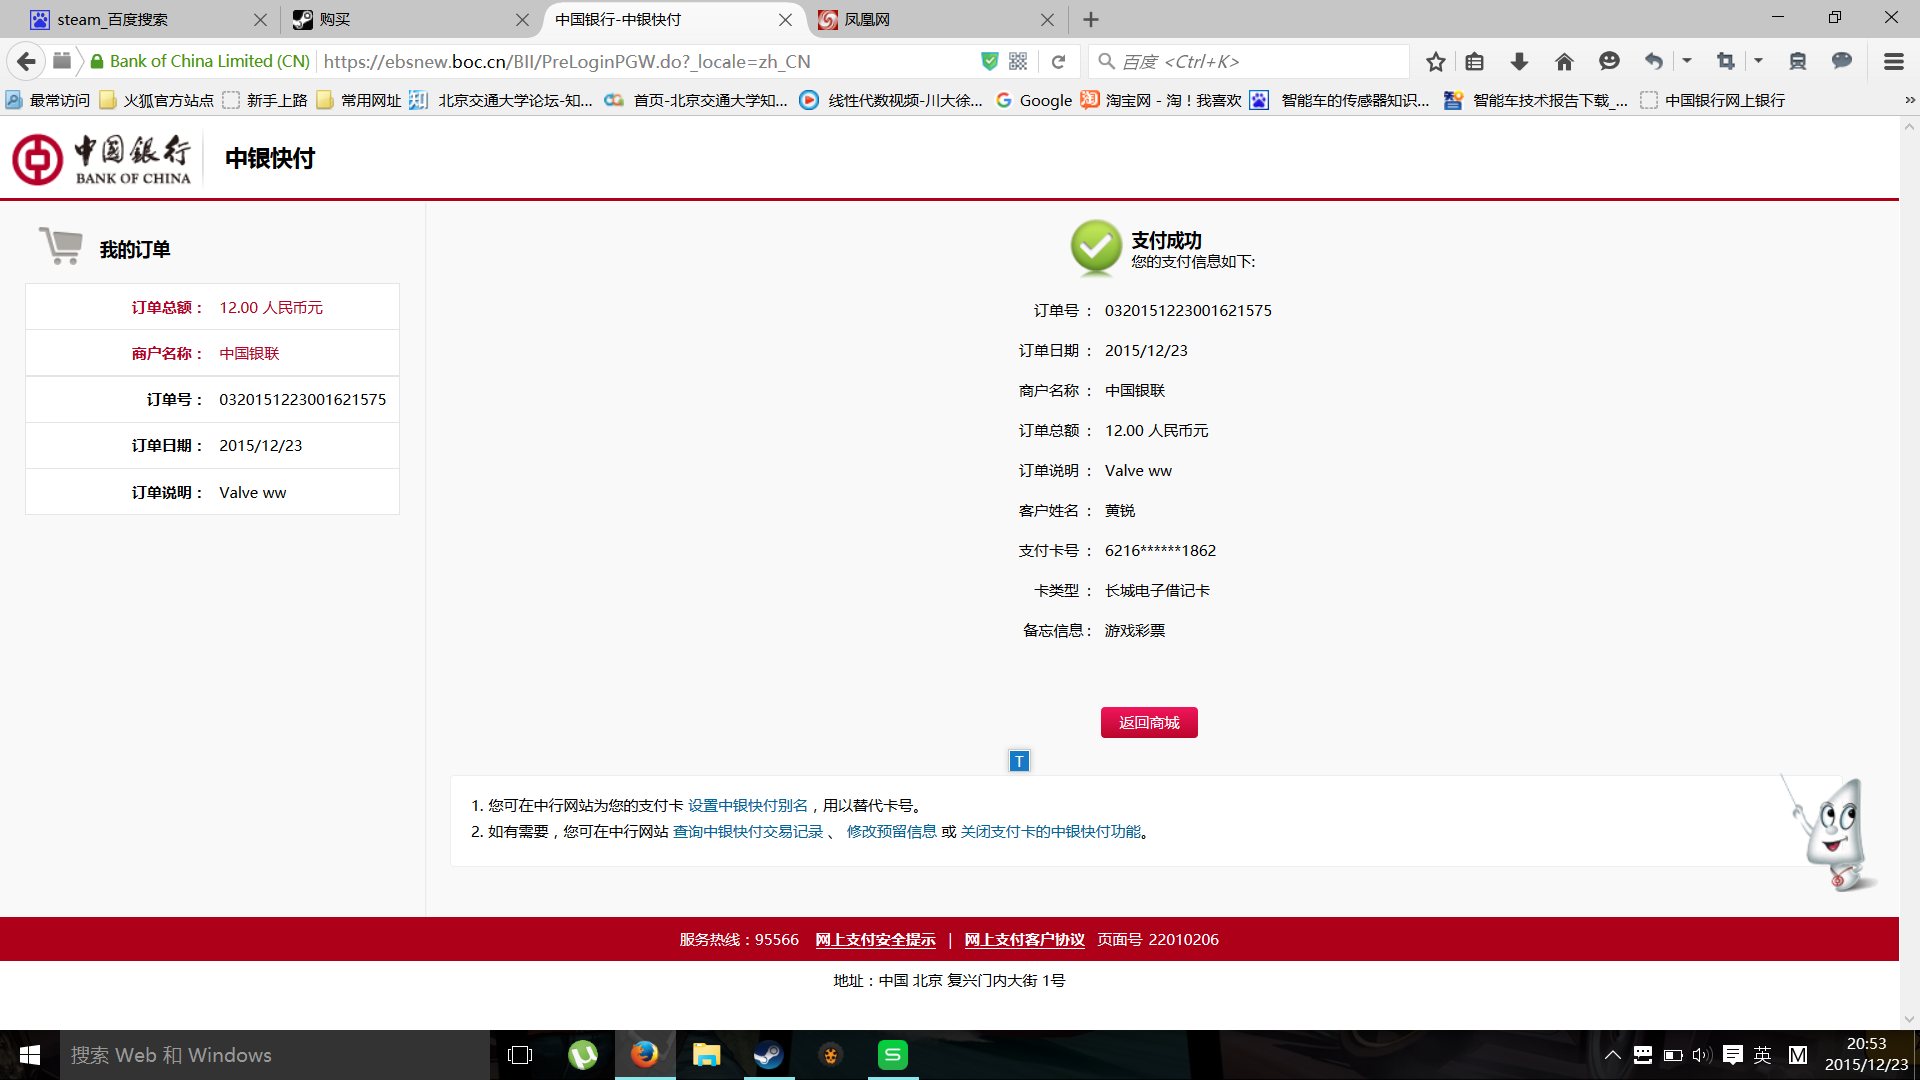 steam_百度搜索
购买
中国银行-中银快付
凤凰网
Bank of China Limited (CN)
https://ebsnew.boc.cn/BII/PreLoginPGW.do?_locale=zh_CN
百度 <Ctrl+K>
最常访问
火狐官方站点
新手上路
常用网址
知
北京交通大学论坛-知...
首页-北京交通大学知...
线性代数视频-川大徐...
Google
淘
淘宝网 - 淘！我喜欢
智能车的传感器知识...
智能车技术报告下载_...
中国银行网上银行
中国银行
BANK OF CHINA
中银快付
我的订单
订单总额： 12.00 人民币元
商户名称： 中国银联
订单号： 0320151223001621575
订单日期： 2015/12/23
订单说明： Valve ww
支付成功
您的支付信息如下:
订单号 ： 0320151223001621575
订单日期 ： 2015/12/23
商户名称 ： 中国银联
订单总额 ： 12.00 人民币元
订单说明 ： Valve ww
客户姓名 ： 黄锐
支付卡号 ： 6216******1862
卡类型 ： 长城电子借记卡
备忘信息： 游戏彩票
返回商城
T
1. 您可在中行网站为您的支付卡 设置中银快付别名，用以替代卡号。
2. 如有需要，您可在中行网站 查询中银快付交易记录 、 修改预留信息 或 关闭支付卡的中银快付功能。
服务热线：95566 网上支付安全提示 | 网上支付客户协议 页面号 22010206
地址：中国 北京 复兴门内大街 1号
搜索 Web 和 Windows
S
英
M
20:53
2015/12/23